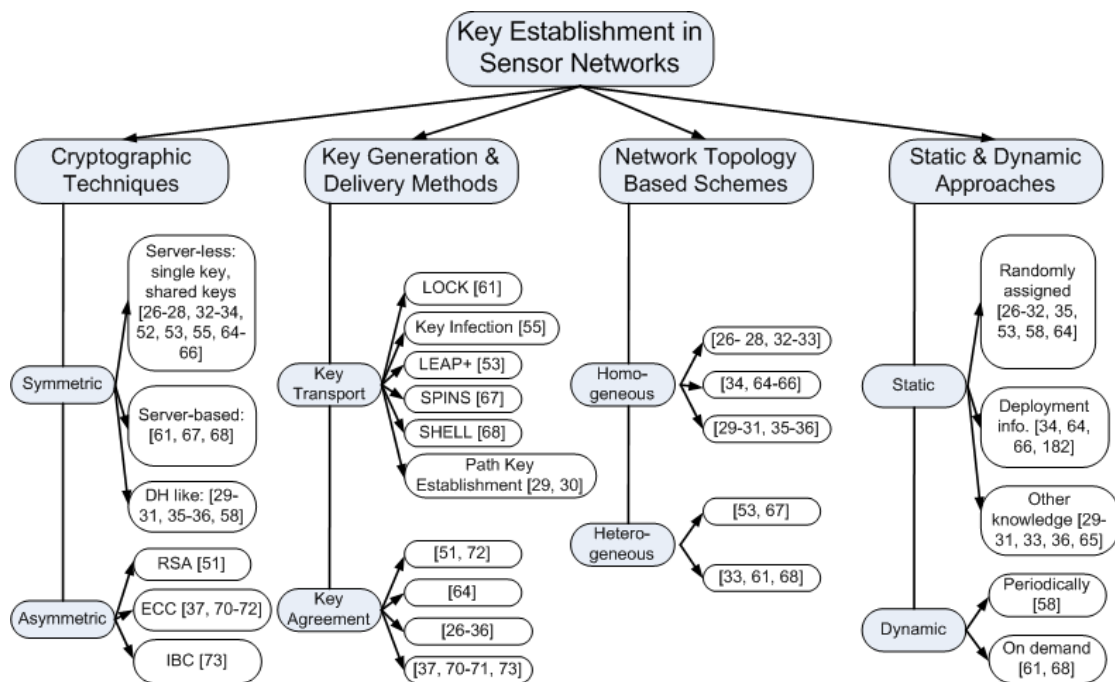 Key Establishment in
Sensor Networks
Cryptographic
Techniques
Server-less:
single key,
shared keys
[26-28, 32-34,
52, 53, 55, 64-
66]
Symmetric
Server-based:
[61, 67, 68]
DH like: [29-
31, 35-36, 58]
RSA [51]
Asymmetric
ECC [37, 70-72]
IBC [73]
Key Generation &
Delivery Methods
LOCK [61]
Key Infection [55]
LEAP+ [53]
Key
Transport
SPINS [67]
SHELL [68]
Path Key
Establishment [29, 30]
[51, 72]
[64]
Key
Agreement
[26-36]
[37, 70-71, 73]
Network Topology
Based Schemes
[26- 28, 32-33]
Homo-
geneous
[34, 64-66]
[29-31, 35-36]
[53, 67]
Hetero-
geneous
[33, 61, 68]
Static & Dynamic
Approaches
Randomly
assigned
[26-32, 35,
53, 58, 64]
Static
Deployment
info. [34, 64,
66, 182]
Other
knowledge [29-
31, 33, 36, 65]
Periodically
[58]
Dynamic
On demand
[61, 68]